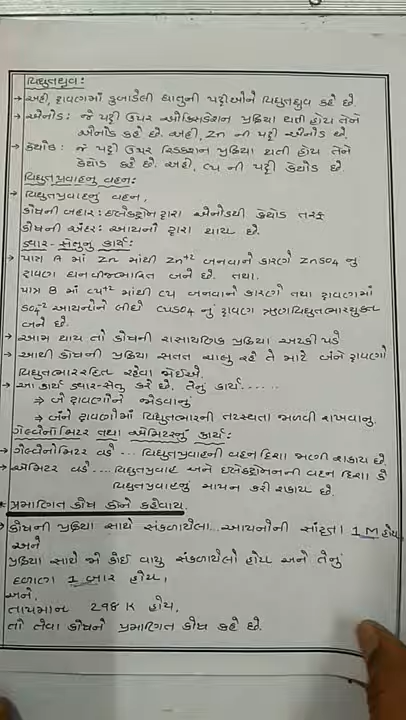 વિદ્યુતધ્રુવ:
→ અહી, દ્રાવણમાં ડુબાડેલી ધાતુની પટ્ટીઓને વિદ્યુતધ્રુવ કહે છે.
→ એનોડ: જે પટ્ટી ઉપર ઓક્સિડેશન પ્રક્રિયા થતી હોય તેને
એનોડ કહે છે. અહી, Zn ની પટ્ટી એનોડ છે.
→ કેથોડ: જે પટ્ટી ઉપર રિડક્શન પ્રક્રિયા થતી હોય તેને
કેથોડ કહે છે. અહી, Cu ની પટ્ટી કેથોડ છે.
વિદ્યુતપ્રવાહનુ વહન:
→ વિદ્યુતપ્રવાહનુ વહન,
કોષની બહાર: ઇલેક્ટ્રોન દ્વારા એનોડથી કેથોડ તરફ
કોષની અંદર: આયનો દ્વારા થાય છે.
ક્ષાર-સેતુનુ કાર્ય:
→ પાત્ર A માં Zn માંથી Zn+2 બનવાને કારણે ZnSO4 નુ
દ્રાવણ ધનવીજભારિત બને છે. તથા.
પાત્ર B માં Cu+2 માંથી Cu બનવાને કારણે તથા દ્રાવણમાં
SO4-2 આયનોને લીધે CuSO4 નુ દ્રાવણ ઋણવિદ્યુતભારયુક્ત
બને છે.
→ આમ થાય તો કોષની રાસાયણિક પ્રક્રિયા અટકી પડે
→ આથી કોષની પ્રક્રિયા સતત ચાલુ રહે તે માટે બંને દ્રાવણો
વિદ્યુતભારરહિત રહેવા જોઈએ.
→ આ કાર્ય ક્ષાર-સેતુ કરે છે. તેનુ કાર્ય......
⇒ બે દ્રાવણોને જોડવાનુ
⇒ બંને દ્રાવણોમાં વિદ્યુતભારની તટસ્થતા જાળવી રાખવાનુ.
ગેલ્વેનોમિટર તથા એમિટરનુ કાર્ય:
→ ગેલ્વેનોમિટર વડે... વિદ્યુતપ્રવાહની વહન દિશા જાણી શકાય છે.
→ એમિટર વડે.... વિદ્યુતપ્રવાહ અને ઇલેક્ટ્રોનની વહન દિશા કે
વિદ્યુતપ્રવાહનુ માપન કરી શકાય છે.
* પ્રમાણિત કોષ કોને કહેવાય.
→ કોષની પ્રક્રિયા સાથે સંકળાયેલા... આયનોની સાંદ્રતા 1 M હોય,
અને
પ્રક્રિયા સાથે જો કોઈ વાયુ સંકળાયેલો હોય અને તેનુ
દબાણ 1 બાર હોય,
અને,
તાપમાન 298 K હોય,
તો તેવા કોષને પ્રમાણિત કોષ કહે છે.